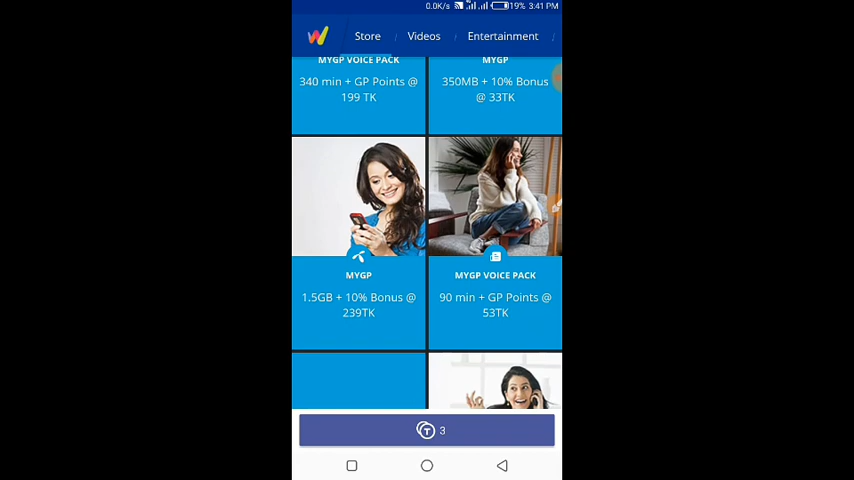 0.0K/s 19% 3:41 PM
Store / Videos / Entertainment /
MYGP VOICE PACK
340 min + GP Points @
199 TK
MYGP
350MB + 10% Bonus
@ 33TK
MYGP
1.5GB + 10% Bonus @
239TK
MYGP VOICE PACK
90 min + GP Points @
53TK
T 3